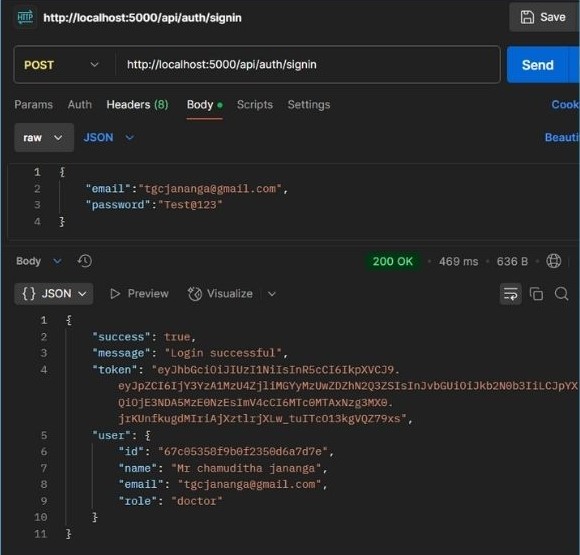 HTTP http://localhost:5000/api/auth/signin Save
POST http://localhost:5000/api/auth/signin Send
Params Auth Headers (8) Body Scripts Settings Cook
raw JSON Beauti
1 {
2 "email":"tgcjananga@gmail.com",
3 "password":"Test@123"
4 }
Body 200 OK 469 ms 636 B
{} JSON Preview Visualize
1 {
2 "success": true,
3 "message": "Login successful",
4 "token": "eyJhbGciOiJIUzI1NiIsInR5cCI6IkpXVCJ9.
eyJpZCI6IjY3YzA1MzU4ZjliMGYyMzUwZDZhN2Q3ZSIsInJvbGUiOiJkb2N0b3IiLCJpYX
QiOjE3NDA5MzE0NzEsImV4cCI6MTc0MTAxNzg3MX0.
jrKUnfkugdMIriAjXztlrjXLw_tuITcO13kgVQZ79xs",
5 "user": {
6 "id": "67c05358f9b0f2350d6a7d7e",
7 "name": "Mr chamuditha jananga",
8 "email": "tgcjananga@gmail.com",
9 "role": "doctor"
10 }
11 }